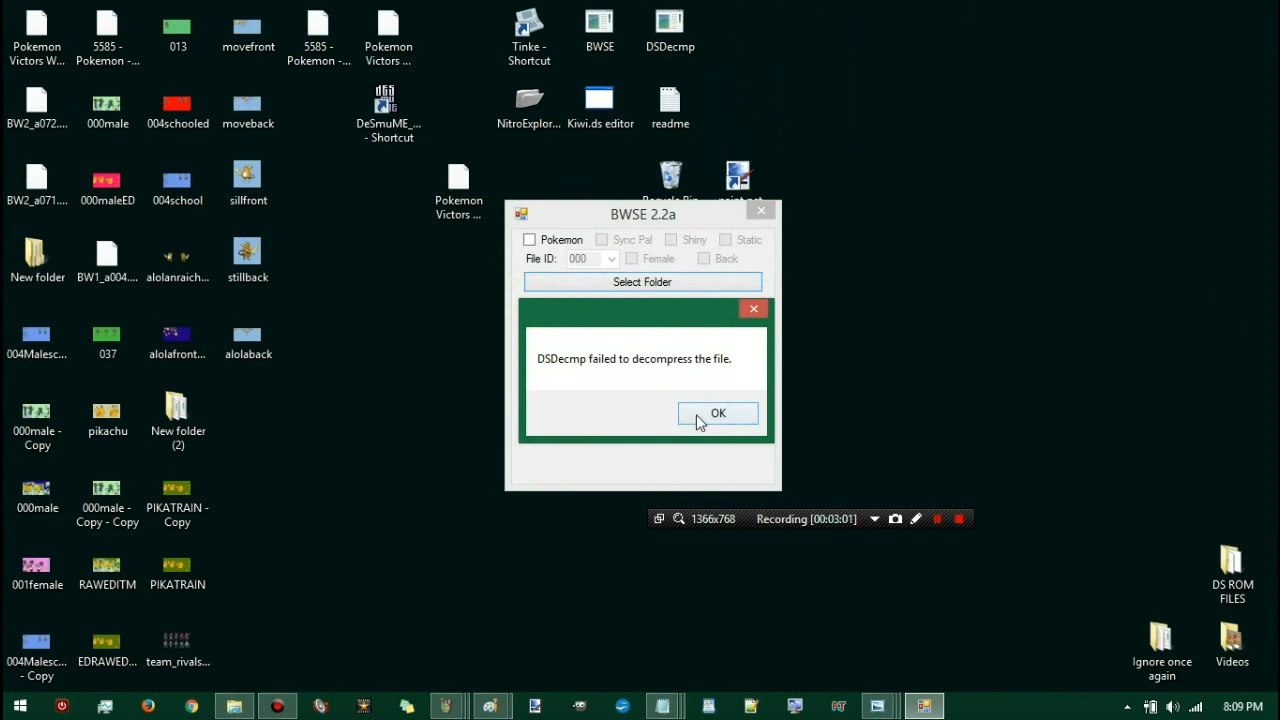 Pokemon
Victors W...
5585 -
Pokemon -...
013
movefront
5585 -
Pokemon -...
Pokemon
Victors ...
Tinke -
Shortcut
BWSE
DSDecmp
BW2_a072....
000male
004schooled
moveback
DeSmuME_...
- Shortcut
NitroExplor...
Kiwi.ds editor
readme
BW2_a071....
000maleED
004school
sillfront
Pokemon
Victors ...
Recycle Bin
paint.net
BWSE 2.2a
Pokemon
Sync Pal
Shiny
Static
File ID:
000
Female
Back
Select Folder
New folder
BW1_a004....
alolanraich...
stillback
DSDecmp failed to decompress the file.
OK
004Malesc...
037
alolafront...
alolaback
000male -
Copy
pikachu
New folder
(2)
000male
000male -
Copy - Copy
PIKATRAIN -
Copy
1366x768
Recording [00:03:01]
001female
RAWEDITM
PIKATRAIN
DS ROM
FILES
004Malesc...
- Copy
EDRAWED...
team_rivals...
Ignore once
again
Videos
8:09 PM